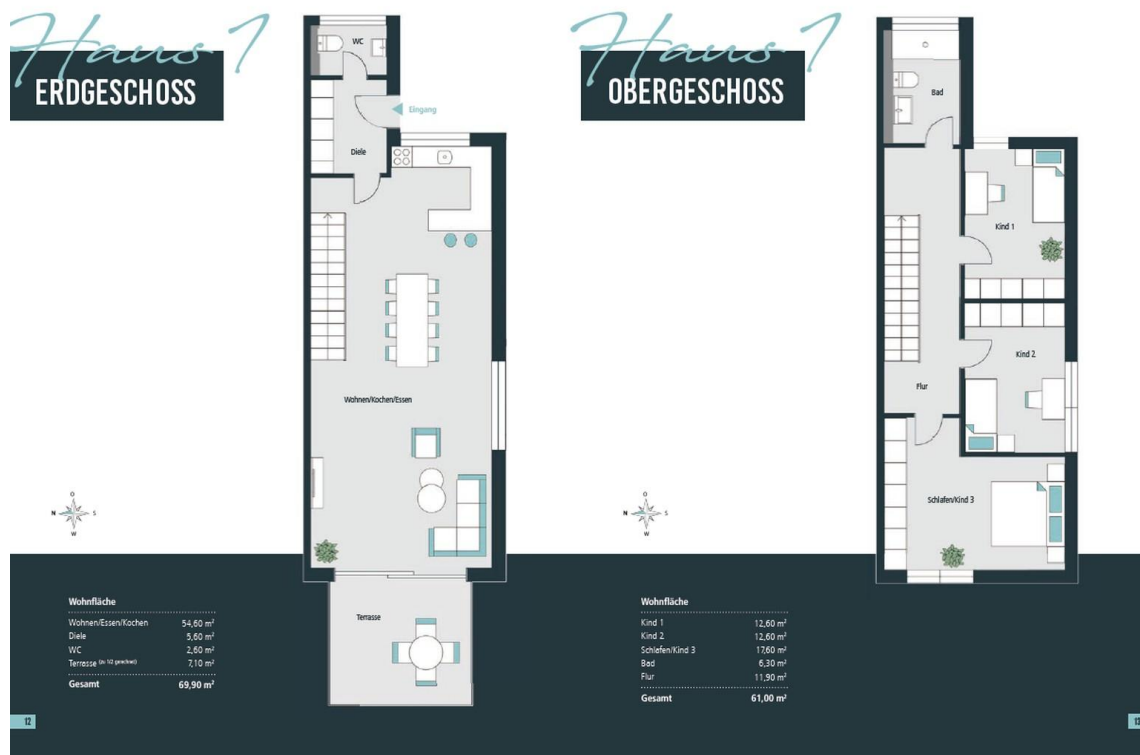 Haus 1
ERDGESCHOSS
WC
Eingang
Diele
Wohnen/Kochen/Essen
O
N S
W
Terrasse
Wohnfläche
Wohnen/Essen/Kochen 54,60 m²
Diele 5,60 m²
WC 2,60 m²
Terrasse (zu 1/2 gerechnet) 7,10 m²
Gesamt 69,90 m²
12
Haus 1
OBERGESCHOSS
Bad
Kind 1
Kind 2
Flur
Schlafen/Kind 3
O
N S
W
Wohnfläche
Kind 1 12,60 m²
Kind 2 12,60 m²
Schlafen/Kind 3 17,60 m²
Bad 6,30 m²
Flur 11,90 m²
Gesamt 61,00 m²
13